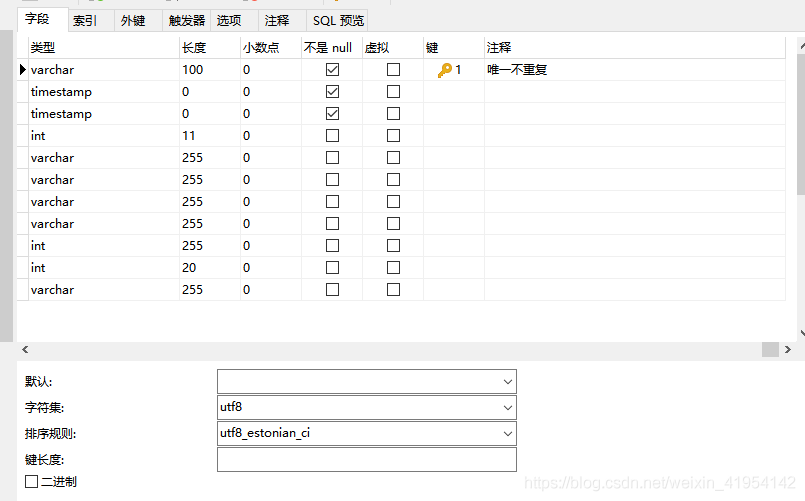 字段 索引 外键 触发器 选项 注释 SQL 预览
类型 长度 小数点 不是 null 虚拟 键 注释
varchar 100 0 1 唯一不重复
timestamp 0 0
timestamp 0 0
int 11 0
varchar 255 0
varchar 255 0
varchar 255 0
varchar 255 0
int 255 0
int 20 0
varchar 255 0
默认:
字符集: utf8
排序规则: utf8_estonian_ci
键长度:
二进制
https://blog.csdn.net/weixin_41954142